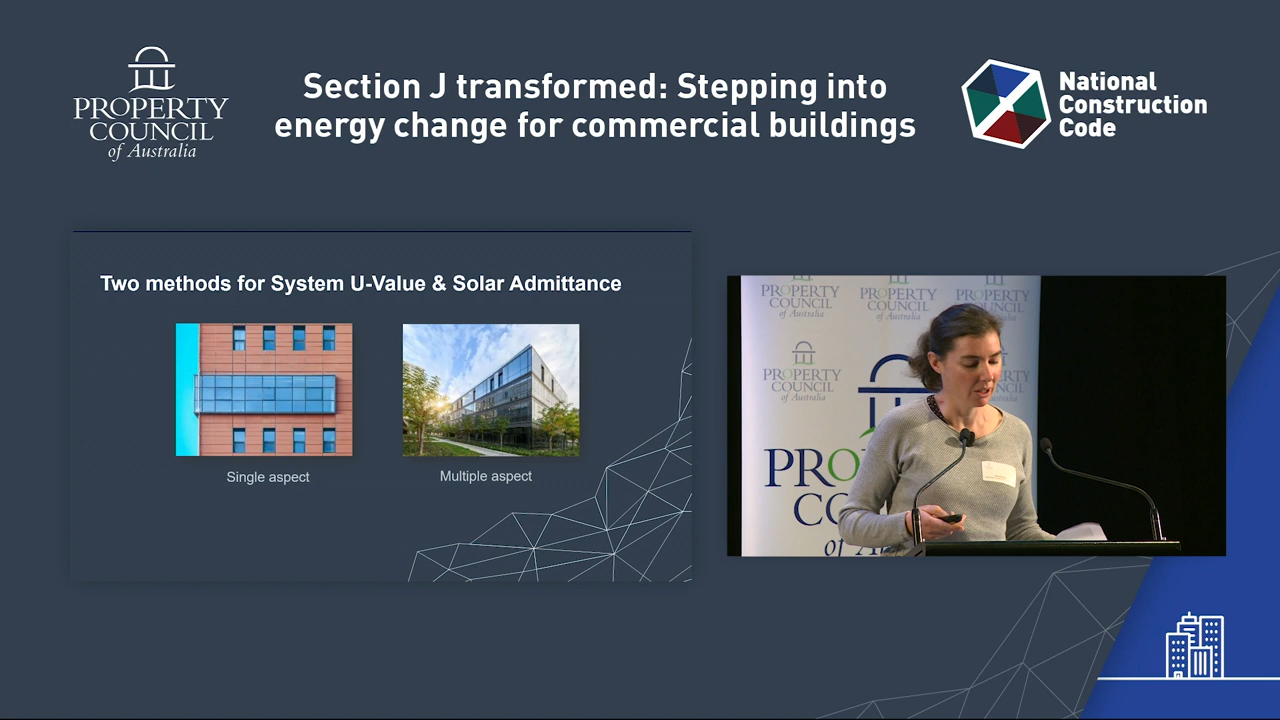 PROPERTY
COUNCIL
of Australia
Section J transformed: Stepping into
energy change for commercial buildings
National
Construction
Code
Two methods for System U-Value & Solar Admittance
Single aspect
Multiple aspect
PROPERTY
COUNCIL
of Australia
PROPERTY
COUNCIL
of Australia
PROPERTY
COUNCIL
of Australia
PROPERTY
COUNCIL
of Australia